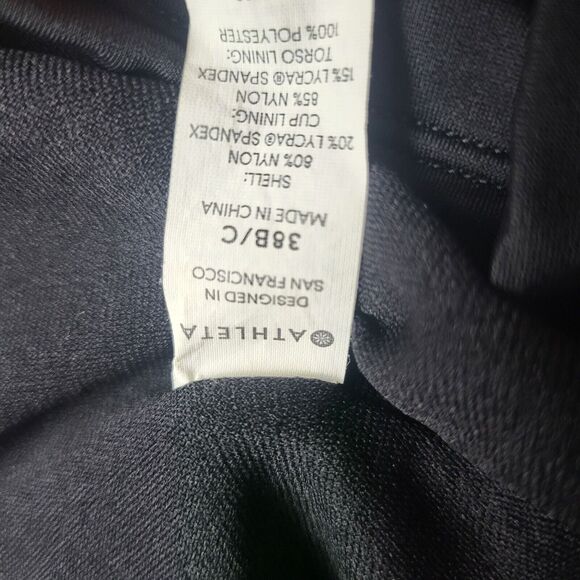 ATHLETA
DESIGNED IN
SAN FRANCISCO
38B/C
MADE IN CHINA
SHELL:
80% NYLON
20% LYCRA® SPANDEX
CUP LINING:
85% NYLON
15% LYCRA® SPANDEX
TORSO LINING:
100% POLYESTER